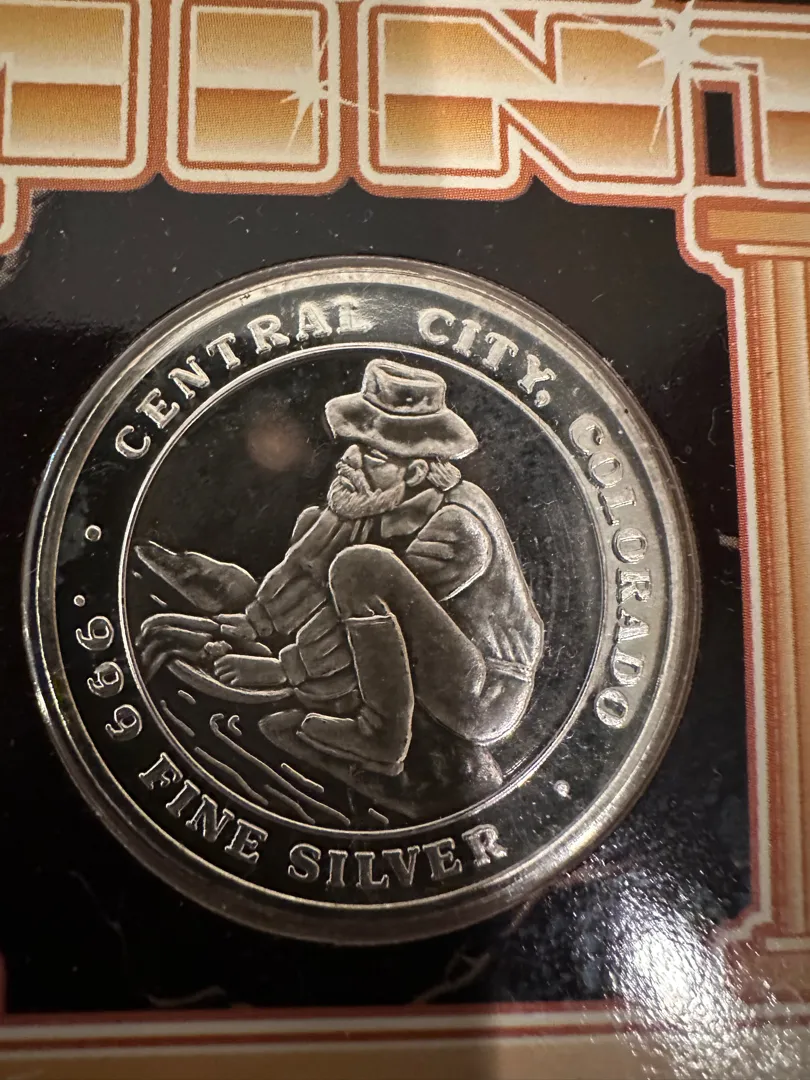 CENTRAL CITY, COLORADO
.999 FINE SILVER